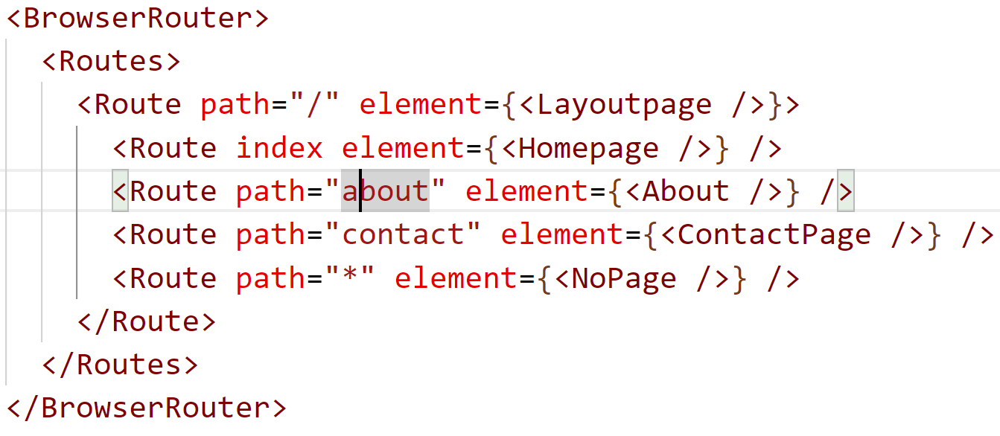 <BrowserRouter>
  <Routes>
    <Route path="/" element={<Layoutpage />}>
      <Route index element={<Homepage />} />
      <Route path="about" element={<About />} />
      <Route path="contact" element={<ContactPage />} />
      <Route path="*" element={<NoPage />} />
    </Route>
  </Routes>
</BrowserRouter>